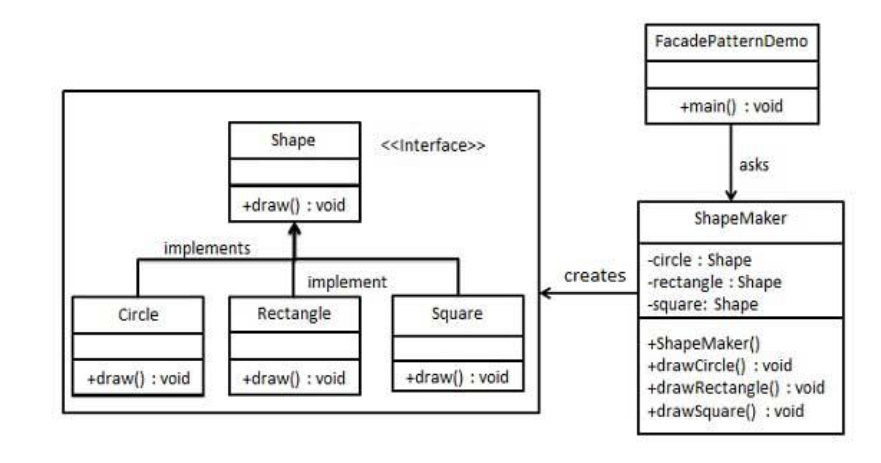 FacadePatternDemo
+main() : void
asks
Shape
<<Interface>>
+draw() : void
implements
implement
Circle
+draw() : void
Rectangle
+draw() : void
Square
+draw() : void
creates
ShapeMaker
-circle : Shape
-rectangle : Shape
-square: Shape
+ShapeMaker()
+drawCircle() : void
+drawRectangle() : void
+drawSquare() : void